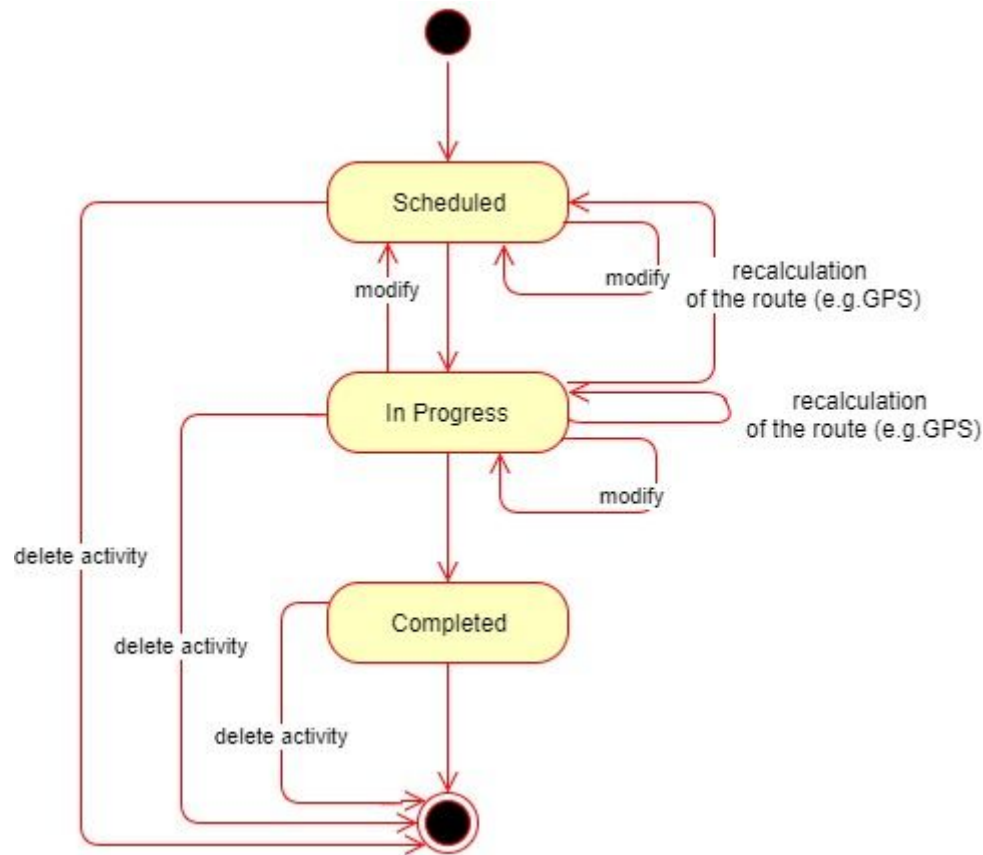 Scheduled
modify
modify
recalculation
of the route (e.g.GPS)
In Progress
recalculation
of the route (e.g.GPS)
modify
delete activity
Completed
delete activity
delete activity